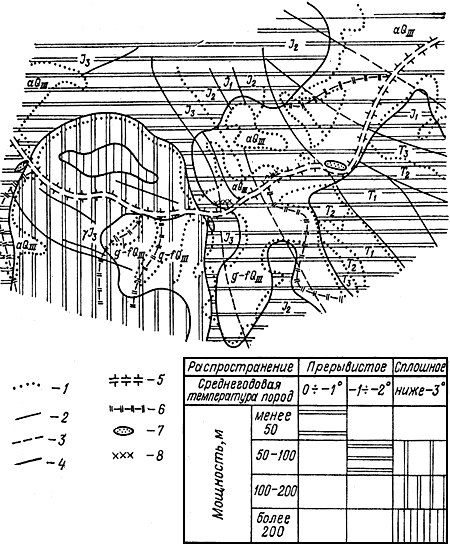 αQIII
J2
J3
αQIII
J1
J2
J2
J1
J3
αQIII
T3
T2
αQIII
T1
γJ3
T2
T1
αQIII
g-fQIII
g-fQIII
J3
g-fQIII
T2
J2
- 1
- 2
- 3
- 4
- 5
- 6
- 7
- 8
Распространение Прерывистое Сплошное
Среднегодовая температура пород 0÷-1° -1÷-2° ниже-3°
Мощность, м
менее 50
50-100
100-200
более 200